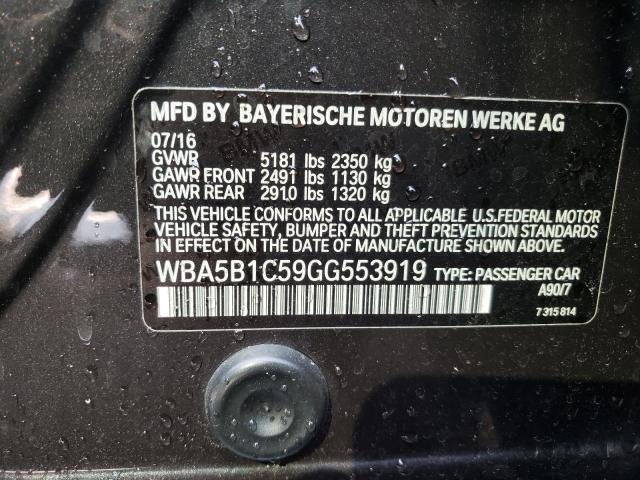 MFD BY BAYERISCHE MOTOREN WERKE AG
07/16
GVWR 5181 lbs 2350 kg
GAWR FRONT 2491 lbs 1130 kg
GAWR REAR 2910 lbs 1320 kg
THIS VEHICLE CONFORMS TO ALL APPLICABLE U.S.FEDERAL MOTOR
VEHICLE SAFETY, BUMPER AND THEFT PREVENTION STANDARDS
IN EFFECT ON THE DATE OF MANUFACTURE SHOWN ABOVE.
WBA5B1C59GG553919 TYPE: PASSENGER CAR
A90/7
7 315 814